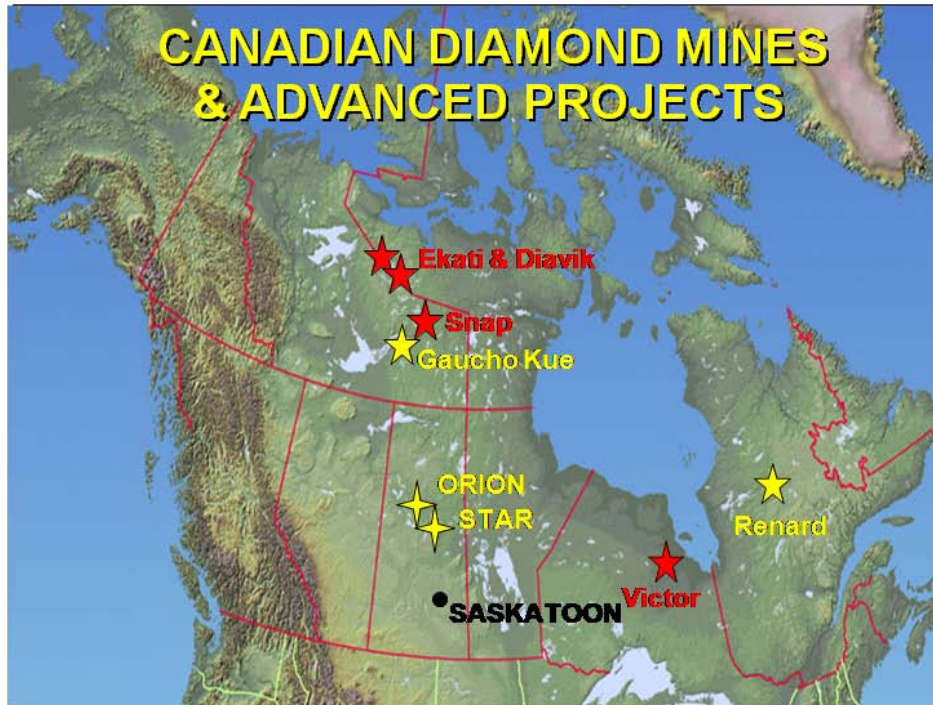 CANADIAN DIAMOND MINES
& ADVANCED PROJECTS
Ekati & Diavik
Snap
Gaucho Kue
ORION
STAR
Renard
Victor
SASKATOON